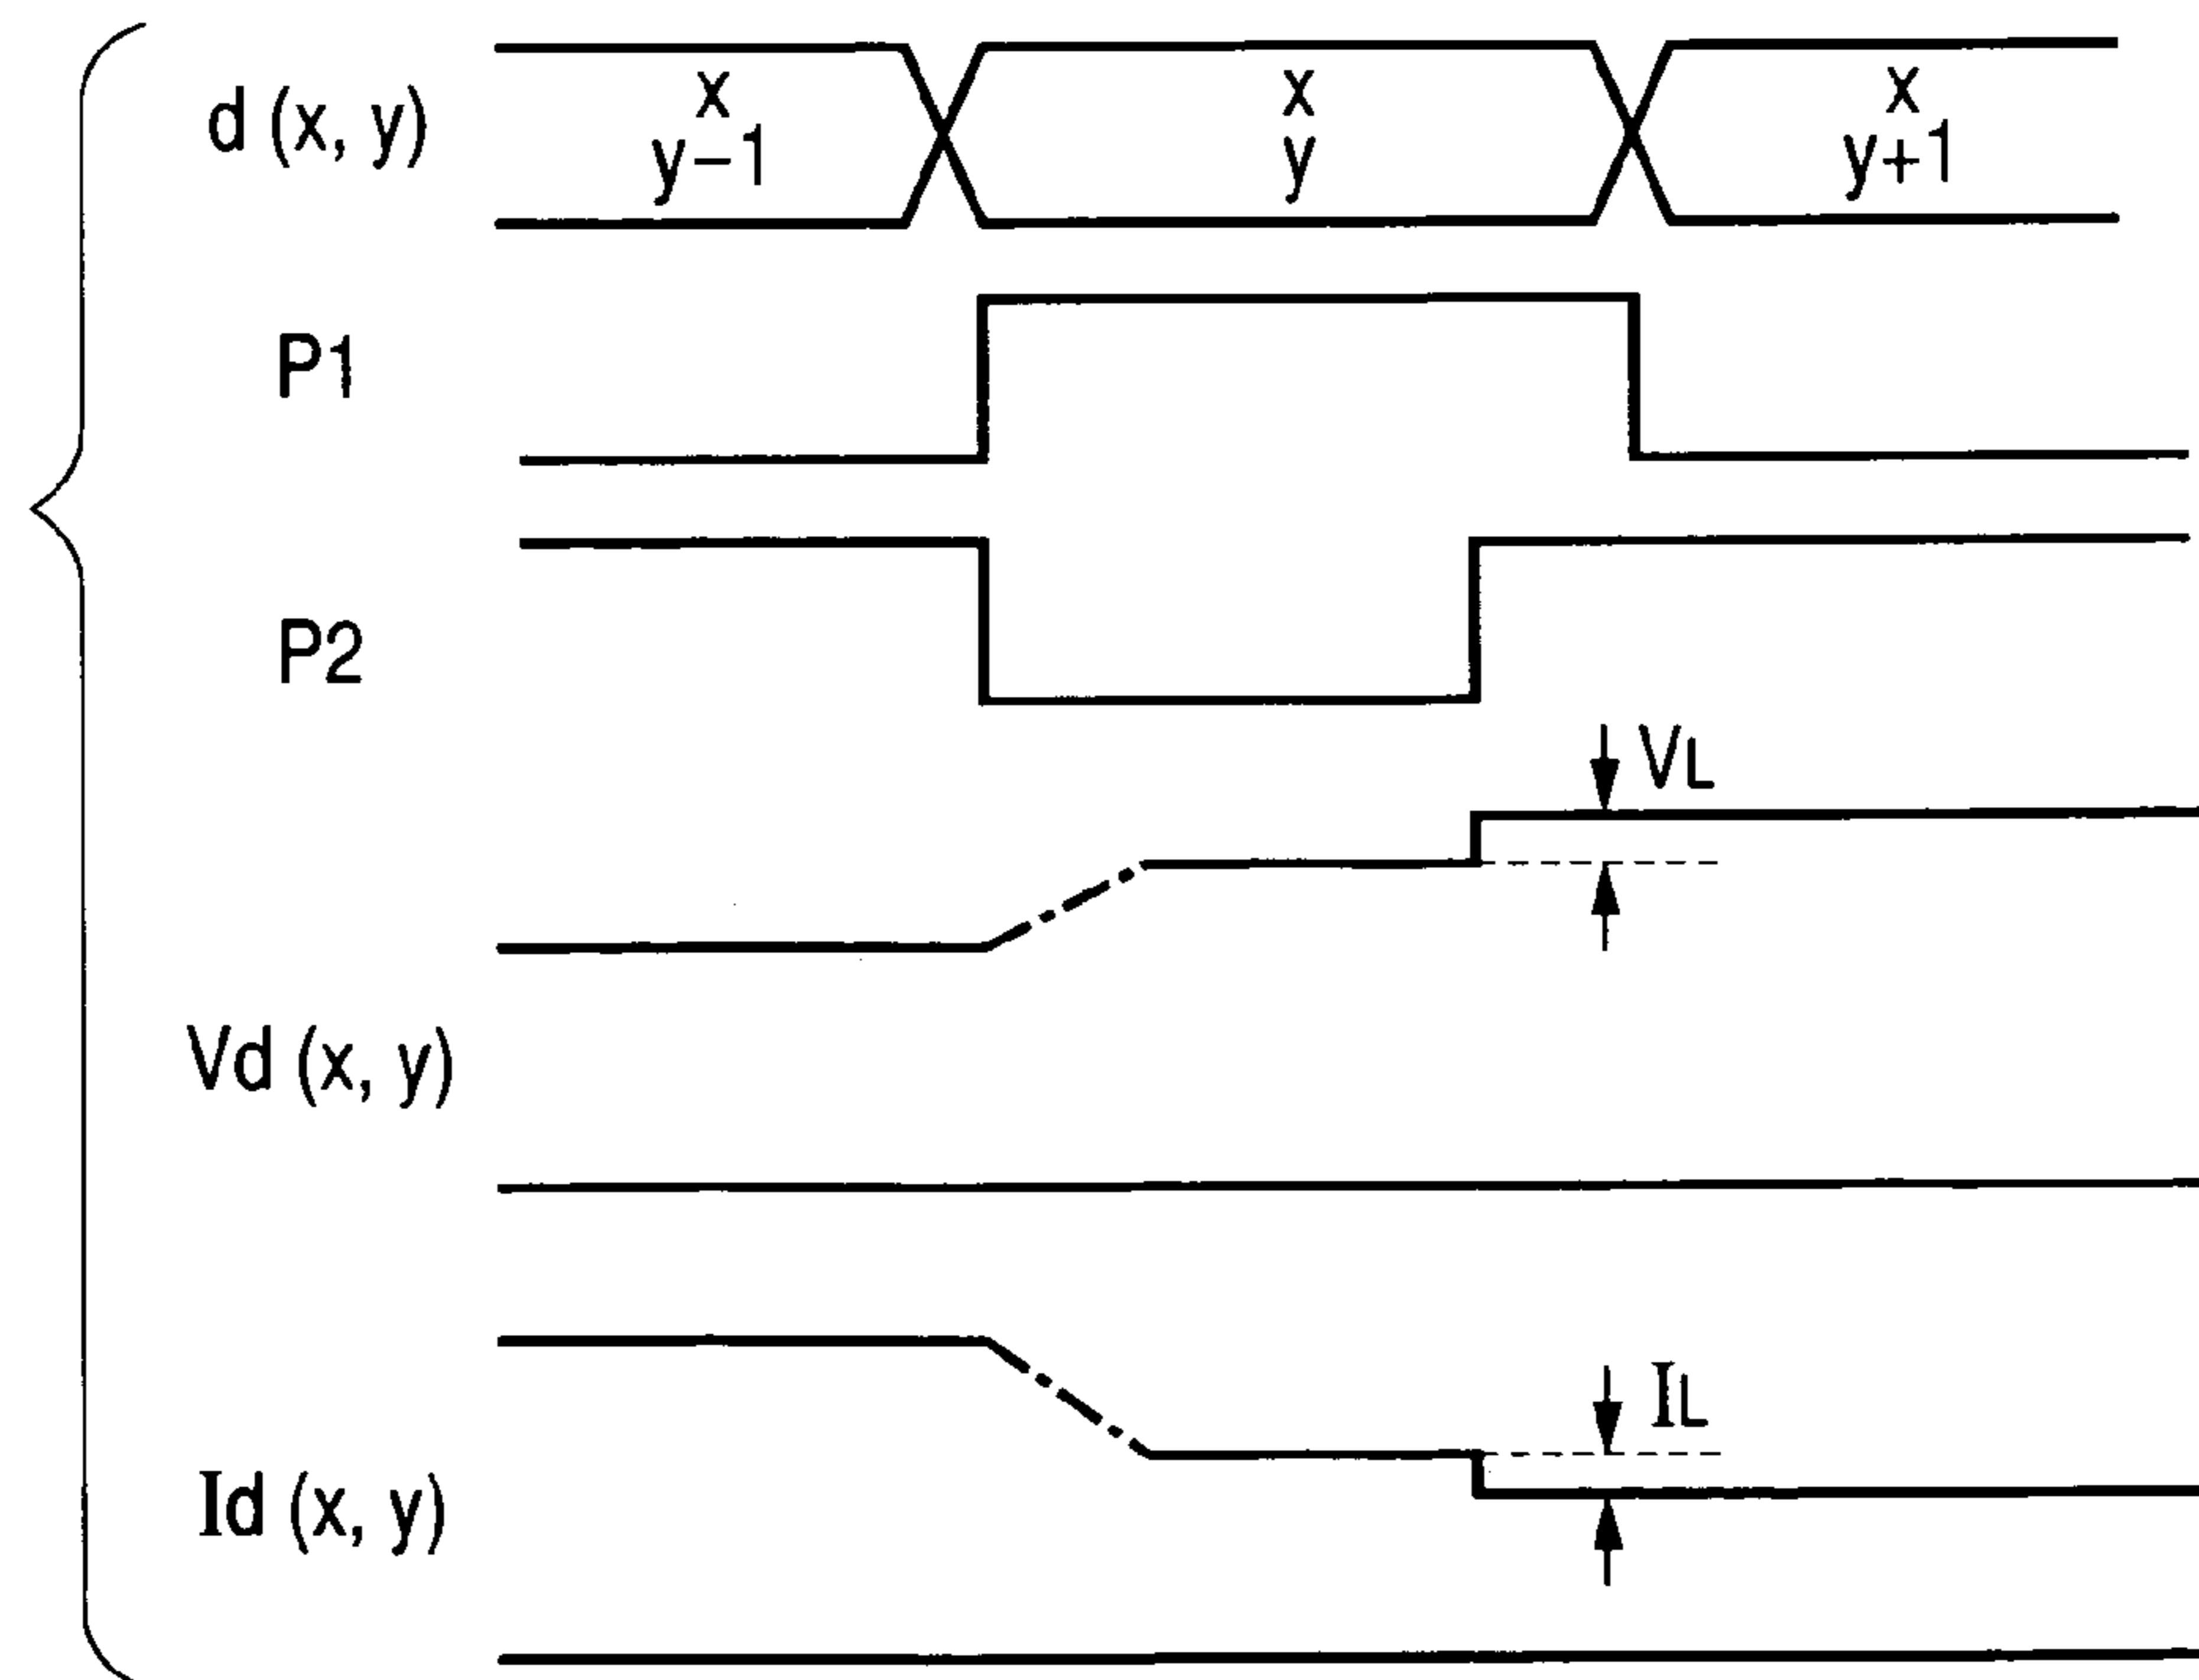 d (x, y)
x
y-1
x
y
x
y+1
P1
P2
VL
Vd (x, y)
IL
Id (x, y)